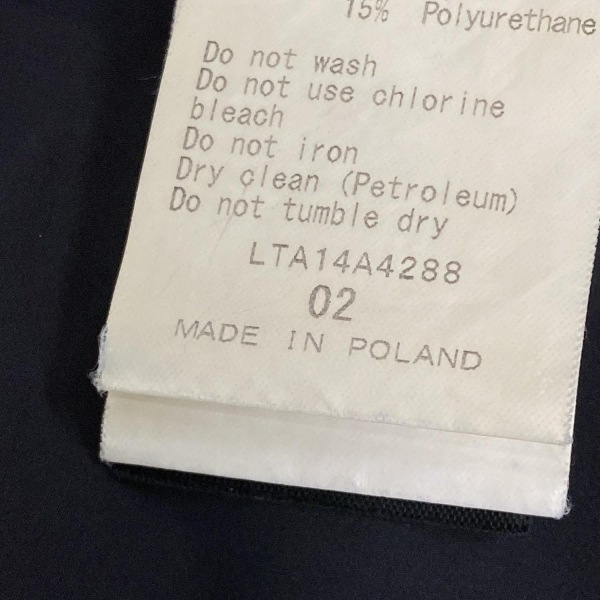 15% Polyurethane
Do not wash
Do not use chlorine
bleach
Do not iron
Dry clean (Petroleum)
Do not tumble dry
LTA14A4288
02
MADE IN POLAND